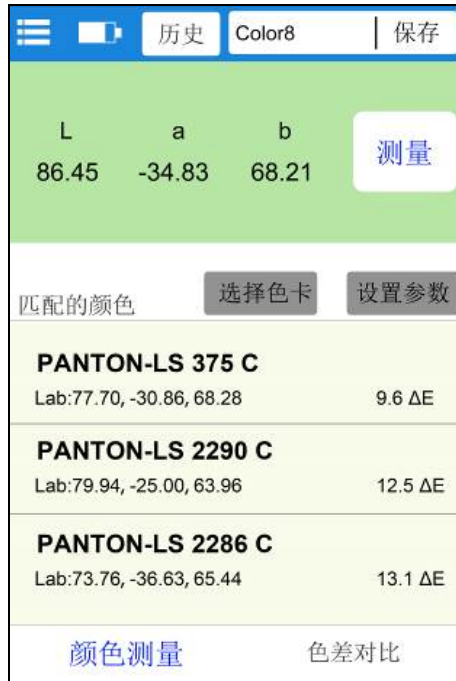 历史 Color8 保存
L a b
86.45 -34.83 68.21
测量
匹配的颜色 选择色卡 设置参数
PANTON-LS 375 C
Lab:77.70, -30.86, 68.28 9.6 ΔE
PANTON-LS 2290 C
Lab:79.94, -25.00, 63.96 12.5 ΔE
PANTON-LS 2286 C
Lab:73.76, -36.63, 65.44 13.1 ΔE
颜色测量 色差对比